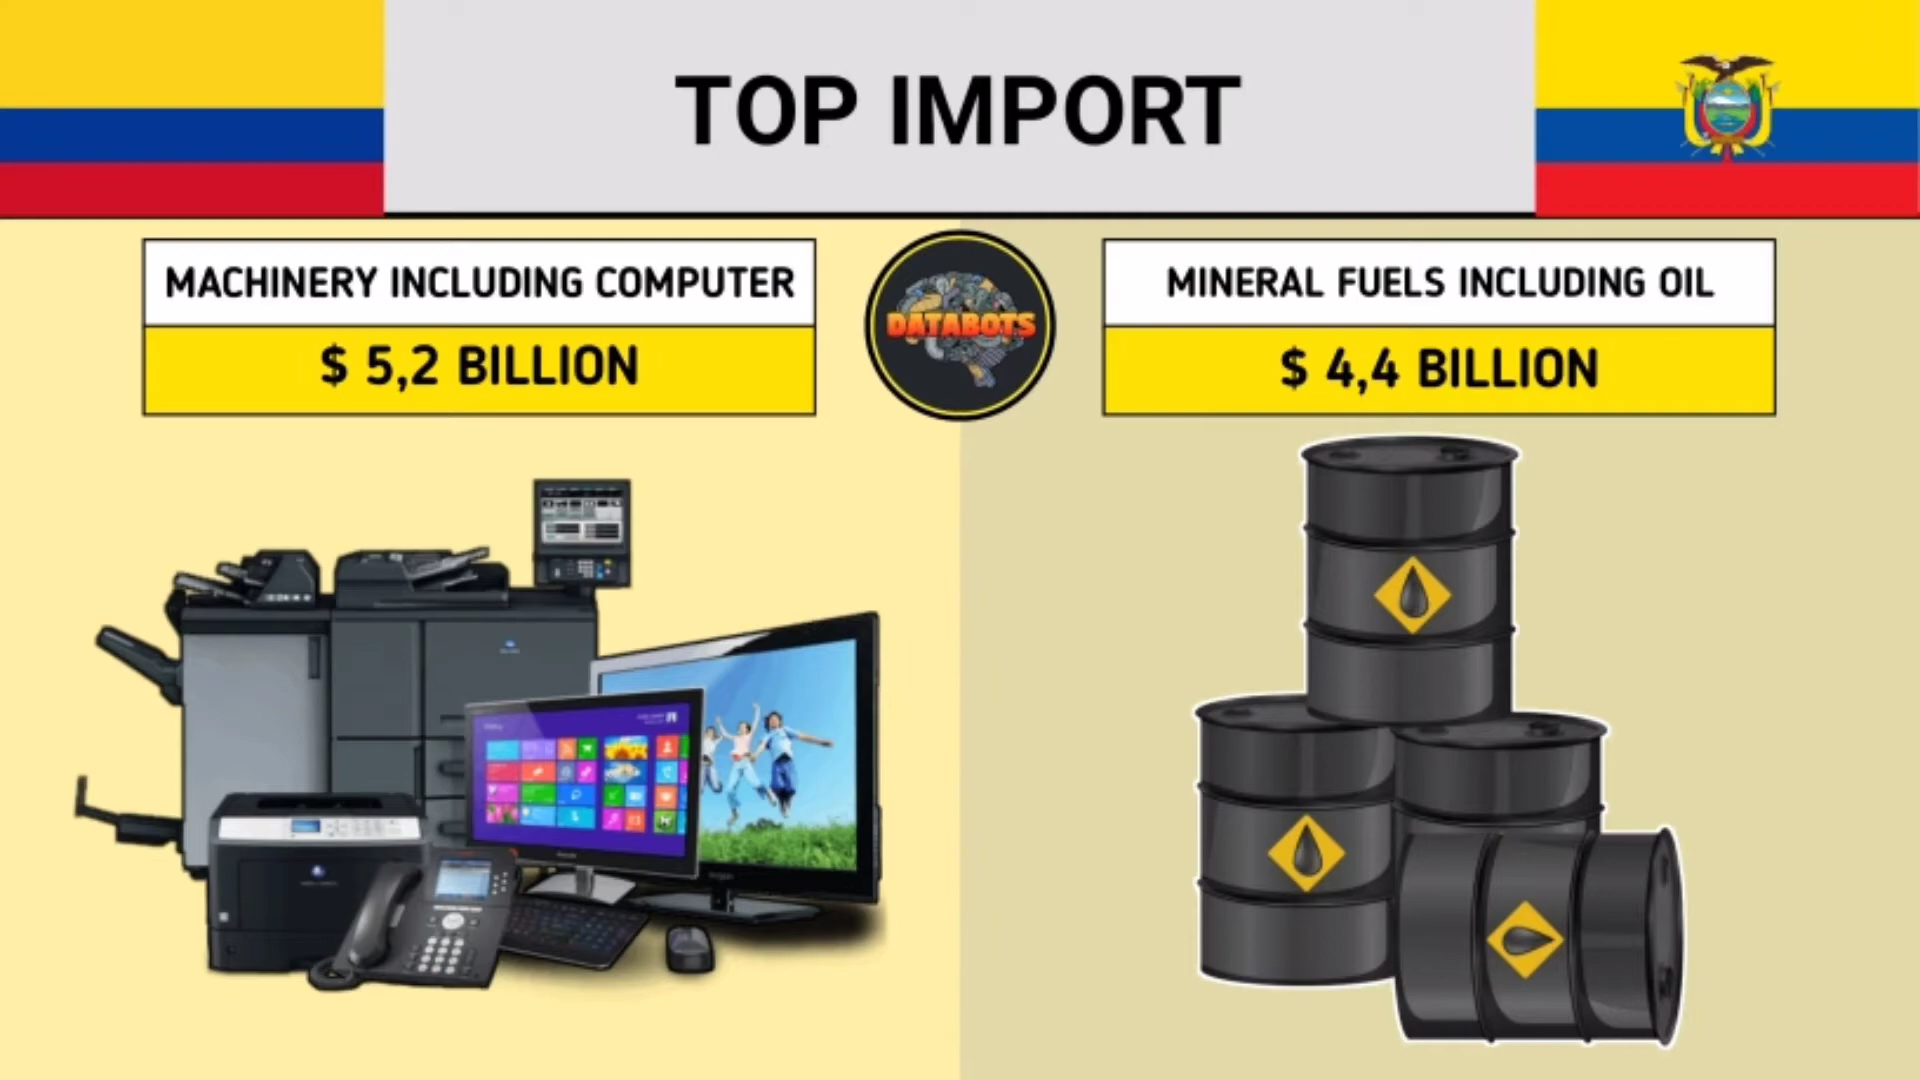 TOP IMPORT
MACHINERY INCLUDING COMPUTER
$ 5,2 BILLION
DATABOTS
MINERAL FUELS INCLUDING OIL
$ 4,4 BILLION